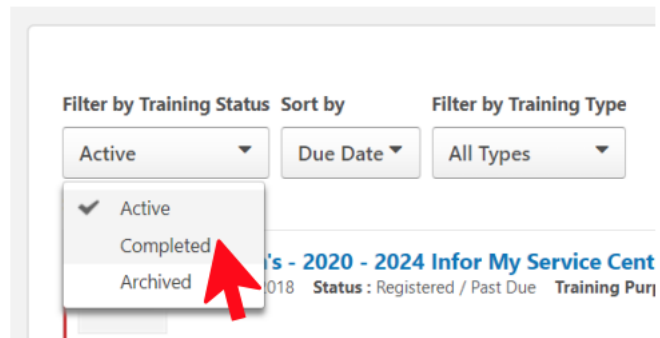 Filter by Training Status Sort by Filter by Training Type
Active Due Date All Types
Active
Completed
Archived
's - 2020 - 2024 Infor My Service Cent
018 Status : Registered / Past Due Training